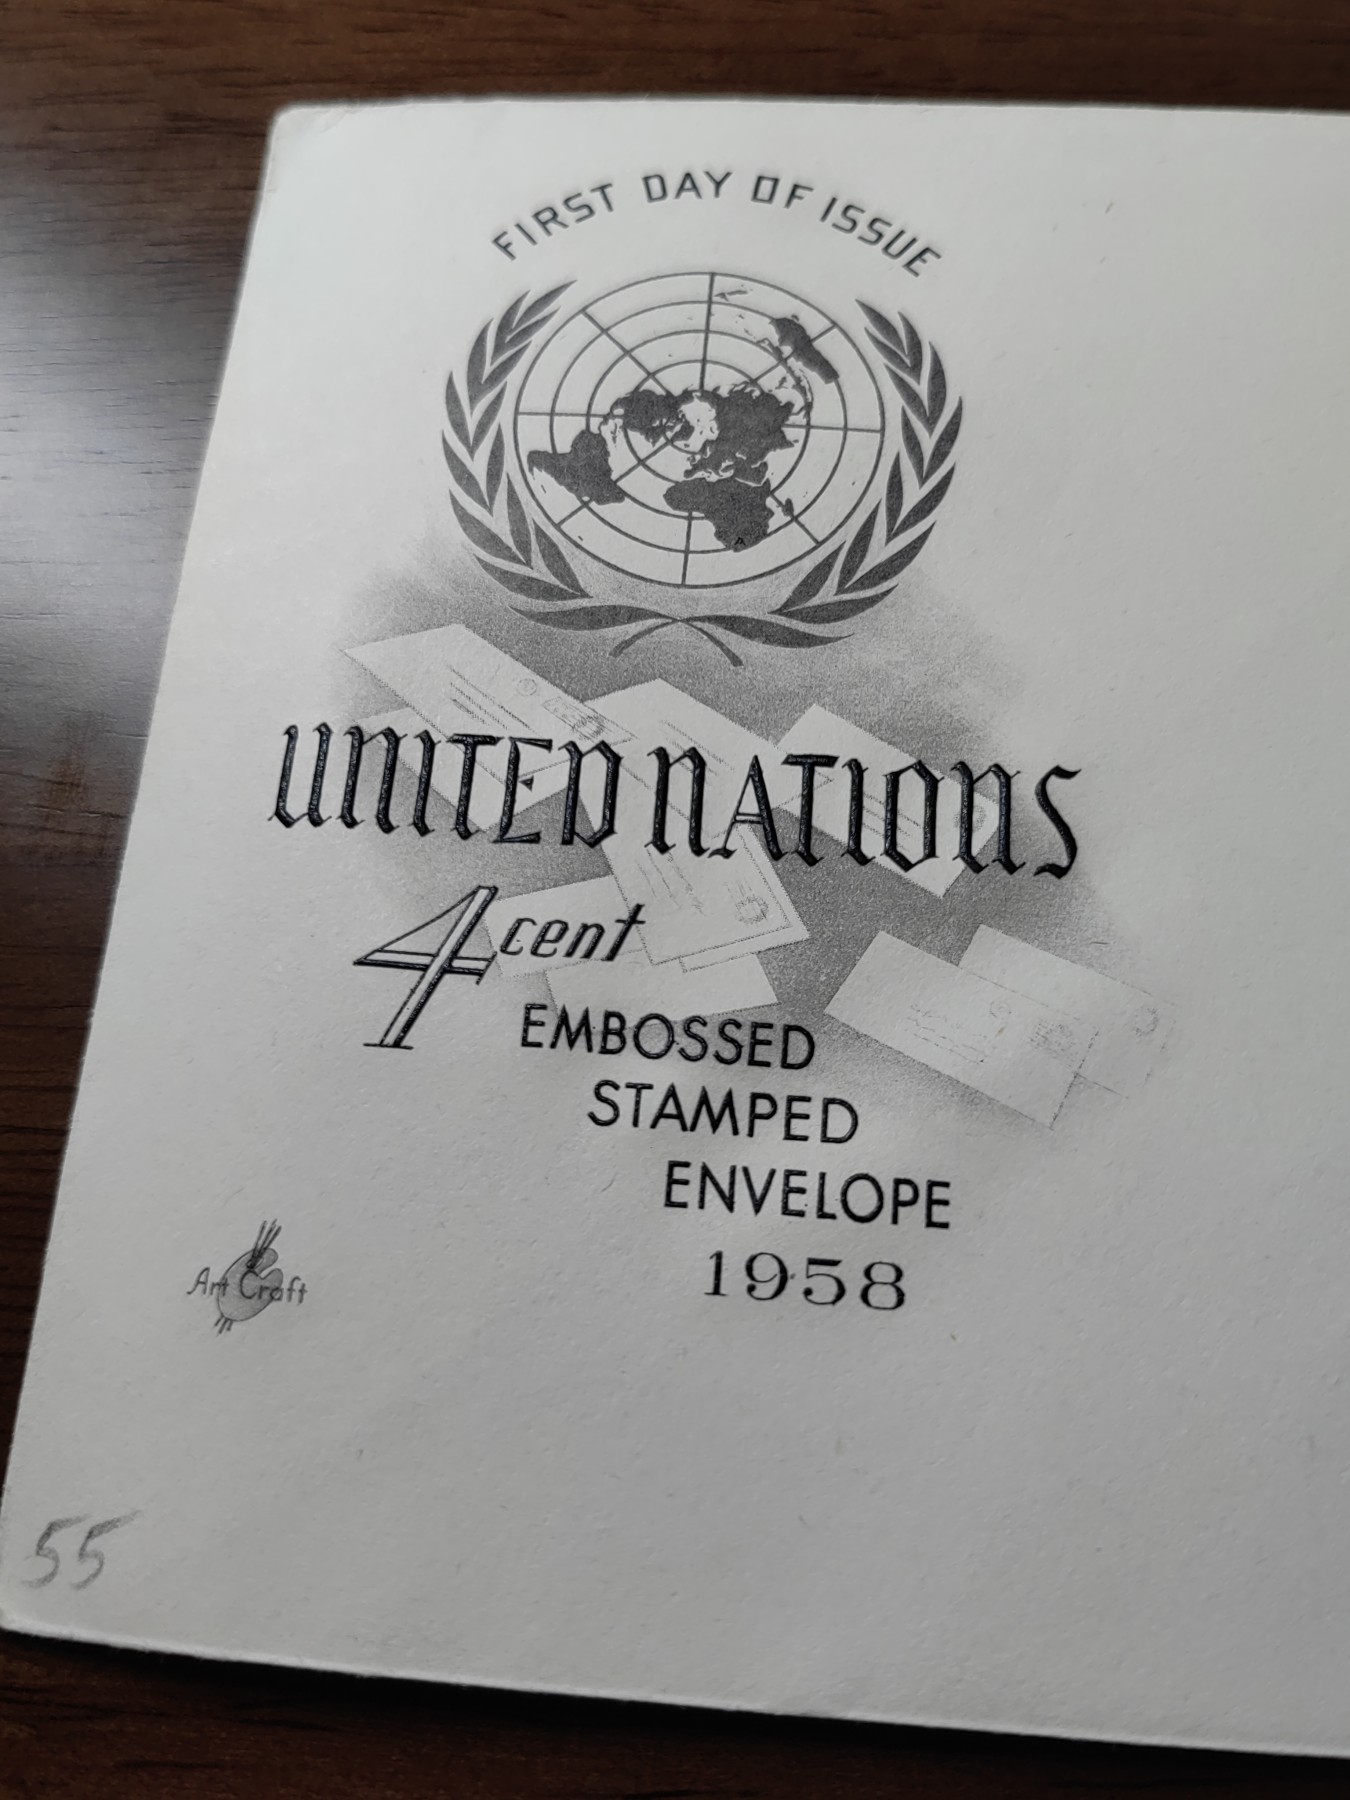 FIRST DAY OF ISSUE
UNITED NATIONS
4 cent
EMBOSSED
STAMPED
ENVELOPE
1958
Art Craft
55